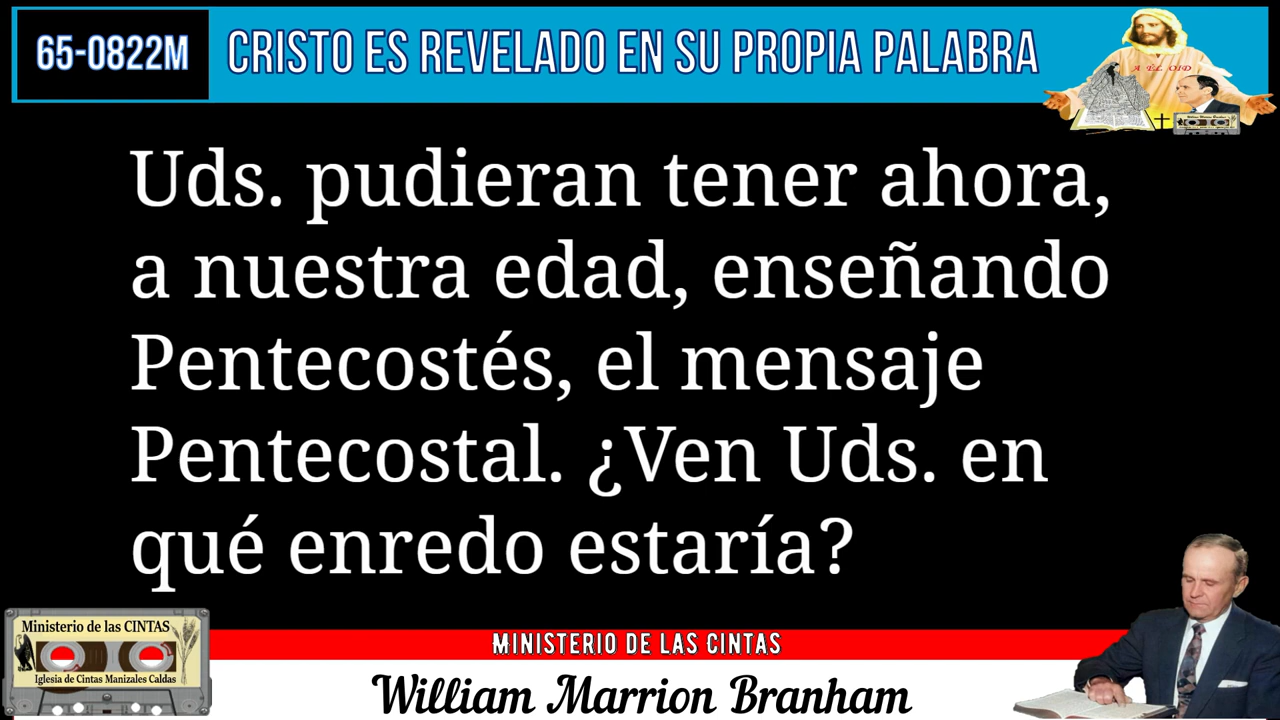 65-0822M
CRISTO ES REVELADO EN SU PROPIA PALABRA
A ÉL OID
Uds. pudieran tener ahora,
a nuestra edad, enseñando
Pentecostés, el mensaje
Pentecostal. ¿Ven Uds. en
qué enredo estaría?
Ministerio de las CINTAS
Iglesia de Cintas Manizales Caldas
MINISTERIO DE LAS CINTAS
William Marrion Branham